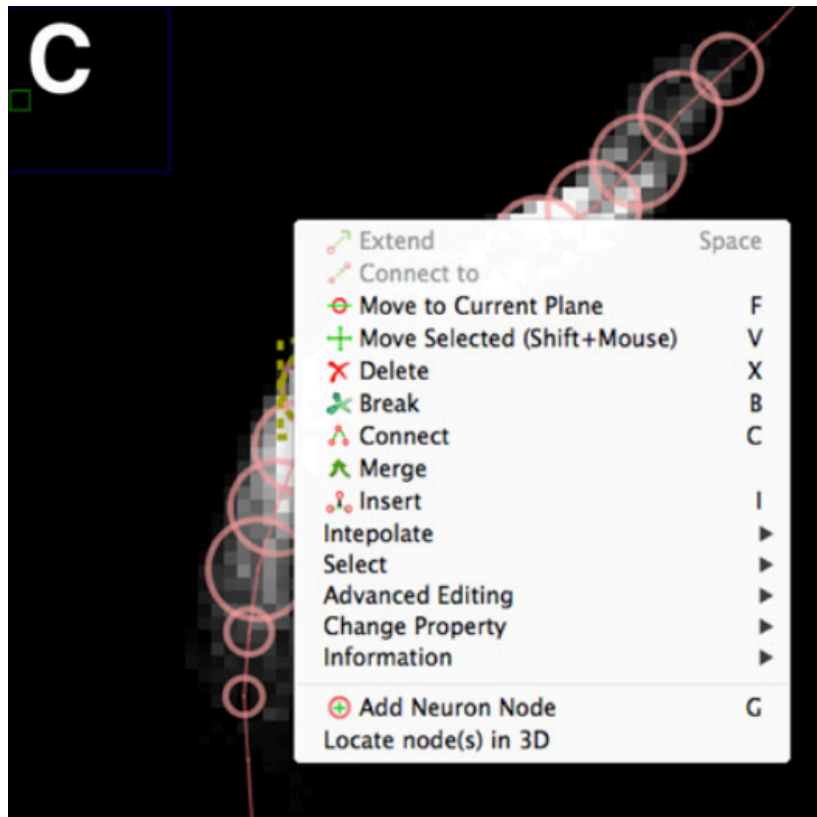 C
Extend Space
Connect to
Move to Current Plane F
Move Selected (Shift+Mouse) V
Delete X
Break B
Connect C
Merge
Insert I
Intepolate
Select
Advanced Editing
Change Property
Information
Add Neuron Node G
Locate node(s) in 3D